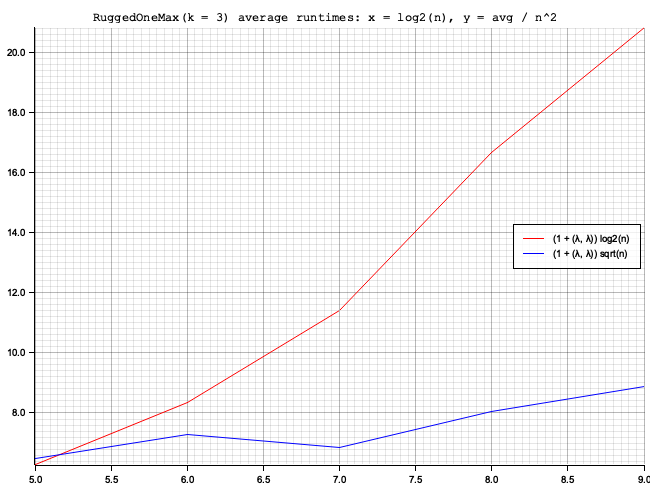 RuggedOneMax(k = 3) average runtimes: x = log2(n), y = avg / n^2
20.0
18.0
16.0
14.0
12.0
10.0
8.0
(1 + (λ, λ)) log2(n)
(1 + (λ, λ)) sqrt(n)
5.0 5.5 6.0 6.5 7.0 7.5 8.0 8.5 9.0